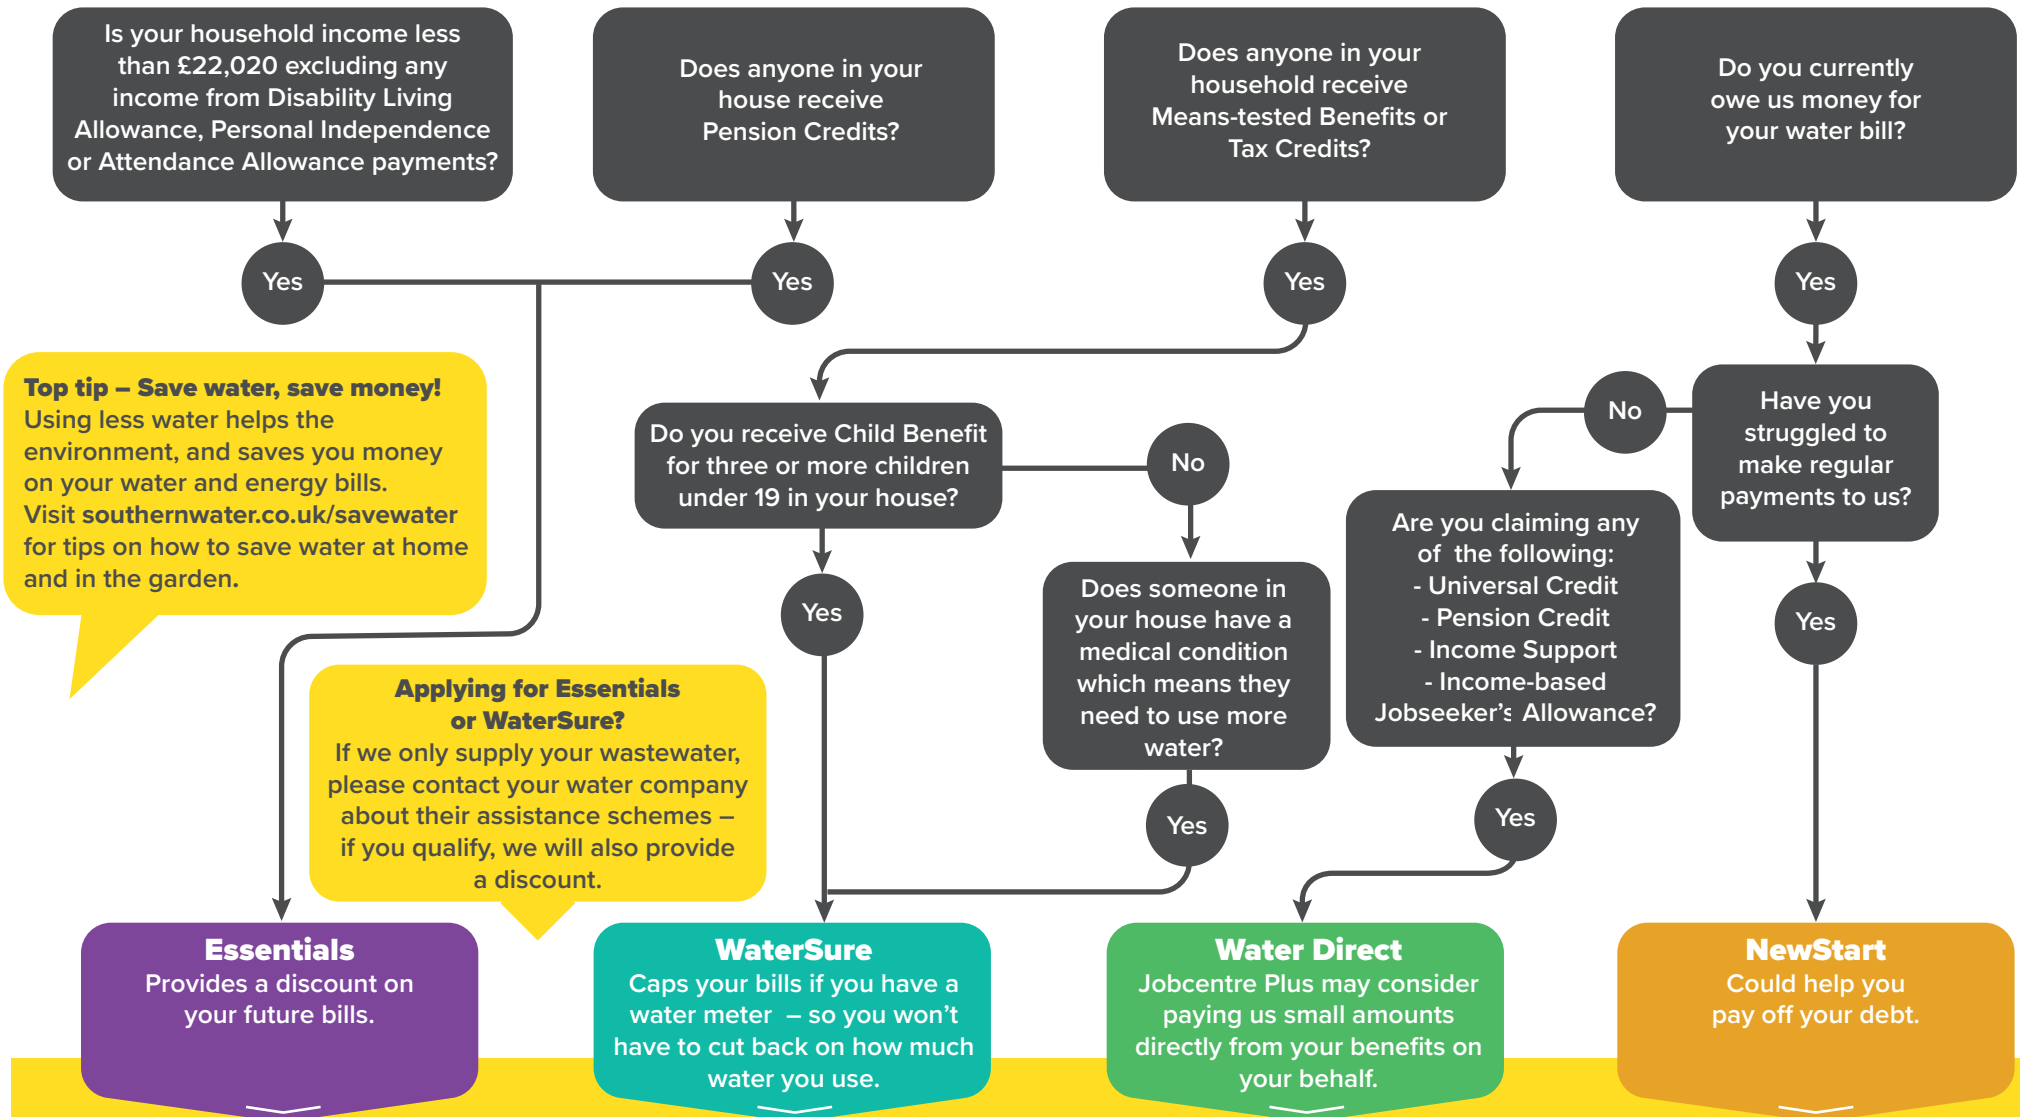 Is your household income less
than £22,020 excluding any
income from Disability Living
Allowance, Personal Independence
or Attendance Allowance payments?
Does anyone in your
house receive
Pension Credits?
Does anyone in your
household receive
Means-tested Benefits or
Tax Credits?
Do you currently
owe us money for
your water bill?
Yes
Yes
Yes
Yes
Top tip – Save water, save money!
Using less water helps the
environment, and saves you money
on your water and energy bills.
Visit southernwater.co.uk/savewater
for tips on how to save water at home
and in the garden.
Do you receive Child Benefit
for three or more children
under 19 in your house?
No
No
Have you
struggled to
make regular
payments to us?
Yes
Does someone in
your house have a
medical condition
which means they
need to use more
water?
Are you claiming any
of the following:
- Universal Credit
- Pension Credit
- Income Support
- Income-based
Jobseeker's Allowance?
Yes
Applying for Essentials
or WaterSure?
If we only supply your wastewater,
please contact your water company
about their assistance schemes –
if you qualify, we will also provide
a discount.
Yes
Yes
Essentials
Provides a discount on
your future bills.
WaterSure
Caps your bills if you have a
water meter – so you won't
have to cut back on how much
water you use.
Water Direct
Jobcentre Plus may consider
paying us small amounts
directly from your benefits on
your behalf.
NewStart
Could help you
pay off your debt.